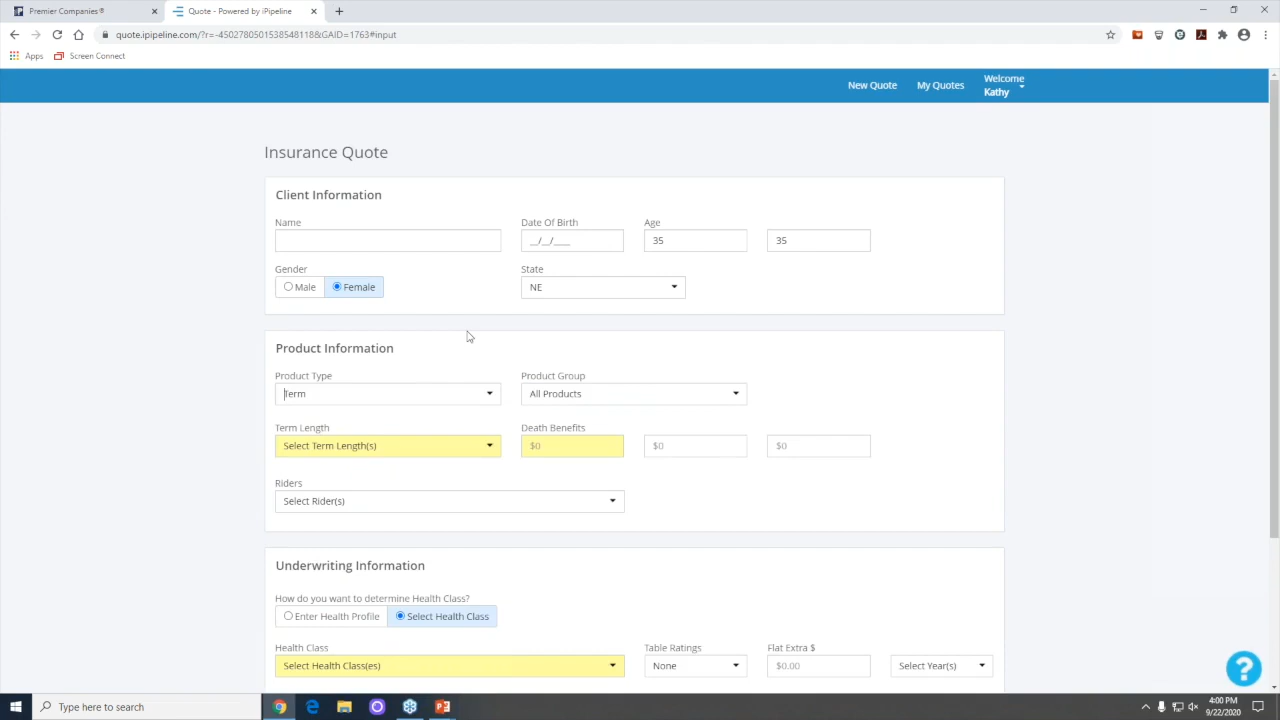 Premier Companies®
Quote - Powered by iPipeline
quote.ipipeline.com/?r=-4502780501538548118&GAID=1763#input
Apps Screen Connect
New Quote My Quotes Welcome Kathy
Insurance Quote
Client Information
Name Date Of Birth Age
__/__/____ 35 35
Gender State
Male Female NE
Product Information
Product Type Product Group
Term All Products
Term Length Death Benefits
Select Term Length(s) $0 $0 $0
Riders
Select Rider(s)
Underwriting Information
How do you want to determine Health Class?
Enter Health Profile Select Health Class
Health Class Table Ratings Flat Extra $
Select Health Class(es) None $0.00 Select Year(s)
?
Type here to search
4:00 PM
9/22/2020